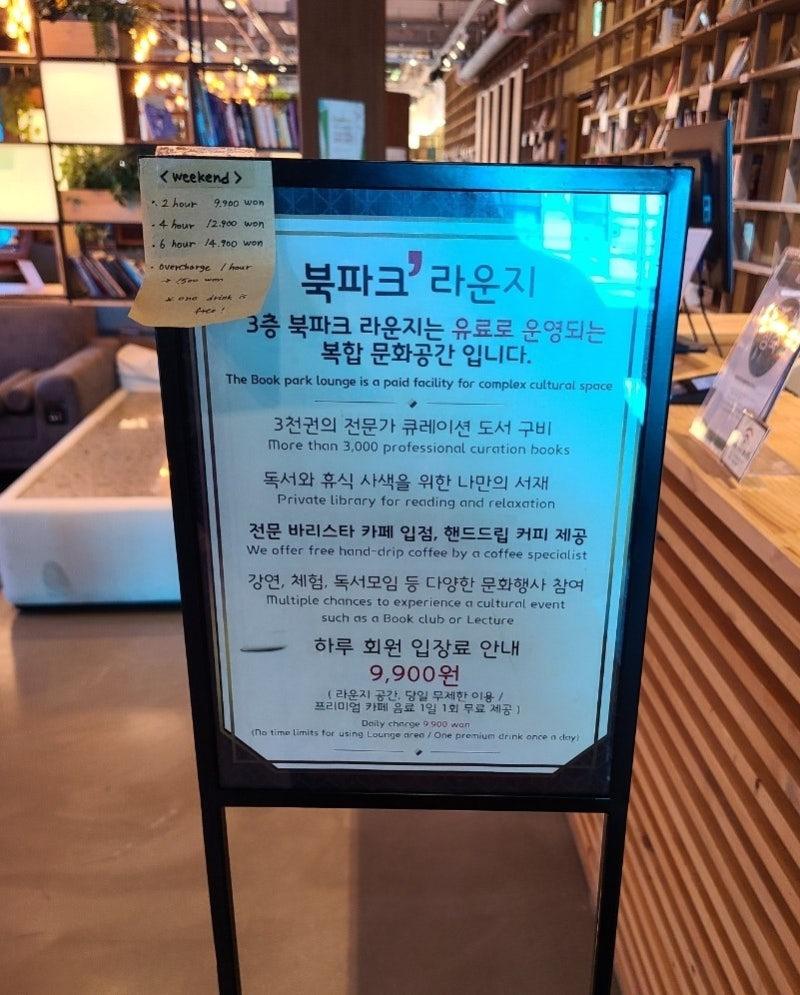 < weekend >
· 2 hour 9.900 won
· 4 hour 12.900 won
· 6 hour 14.900 won
· overcharge 1 hour
→ 1500 won
※ one drink is
free!
북파크’라운지
3층 북파크 라운지는 유료로 운영되는
복합 문화공간 입니다.
The Book park lounge is a paid facility for complex cultural space
3천권의 전문가 큐레이션 도서 구비
More than 3,000 professional curation books
독서와 휴식 사색을 위한 나만의 서재
Private library for reading and relaxation
전문 바리스타 카페 입점, 핸드드립 커피 제공
We offer free hand-drip coffee by a coffee specialist
강연, 체험, 독서모임 등 다양한 문화행사 참여
Multiple chances to experience a cultural event
such as a Book club or Lecture
하루 회원 입장료 안내
9,900원
( 라운지 공간, 당일 무제한 이용 /
프리미엄 카페 음료 1일 1회 무료 제공 )
Daily charge 9.900 won
(No time limits for using Lounge area / One premium drink once a day)